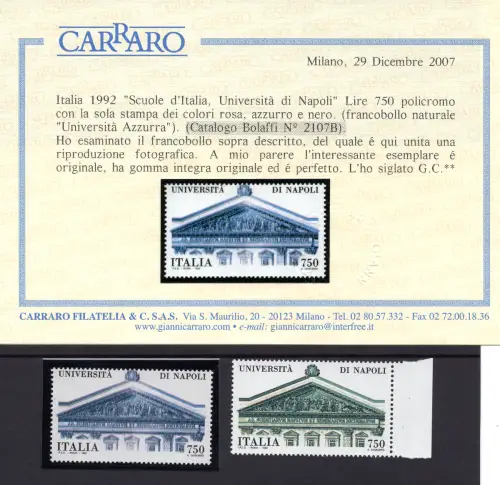 CARRARO
Milano, 29 Dicembre 2007
Italia 1992 "Scuole d'Italia, Università di Napoli" Lire 750 policromo
con la sola stampa dei colori rosa, azzurro e nero. (francobollo naturale
"Università Azzurra"). (Catalogo Bolaffi N° 2107B).
Ho esaminato il francobollo sopra descritto, del quale é qui unita una
riproduzione fotografica. A mio parere l'interessante esemplare é
originale, ha gomma integra originale ed é perfetto. L'ho siglato G.C.**
UNIVERSITÀ DI NAPOLI
ITALIA 750
CARRARO FILATELIA & C. S.A.S. Via S. Maurilio, 20 - 20123 Milano - Tel. 02 80.57.332 - Fax 02 72.00.18.36
www.giannicarraro.com • e-mail: giannicarraro@interfree.it
UNIVERSITÀ DI NAPOLI
ITALIA 750
UNIVERSITÀ DI NAPOLI
ITALIA 750